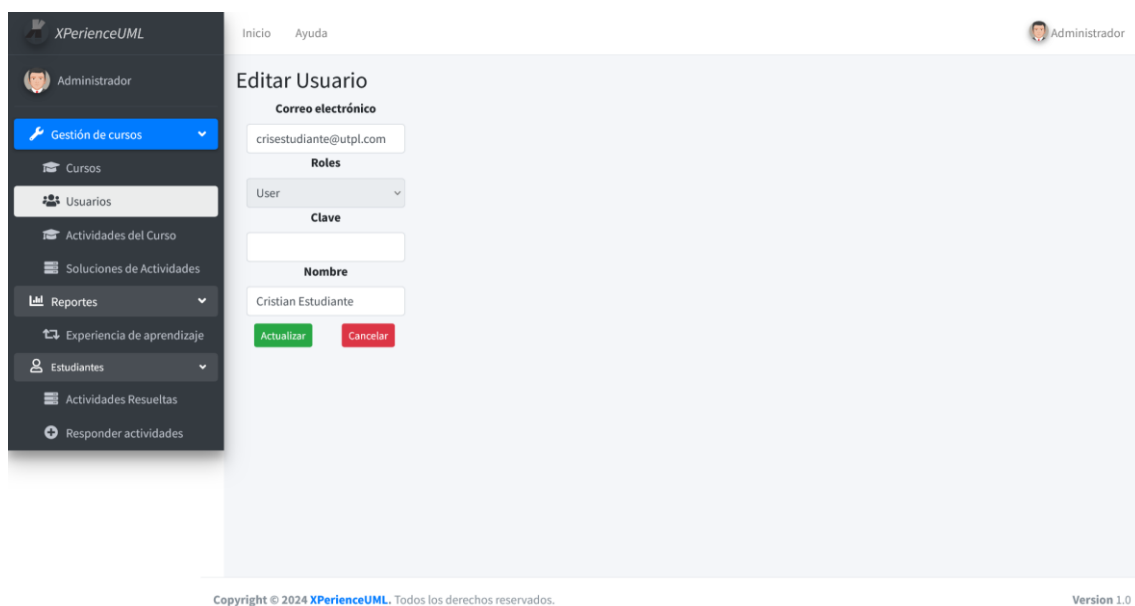 XPerienceUML
Inicio Ayuda
Administrador
Administrador
Gestión de cursos
Cursos
Usuarios
Actividades del Curso
Soluciones de Actividades
Reportes
Experiencia de aprendizaje
Estudiantes
Actividades Resueltas
Responder actividades
Editar Usuario
Correo electrónico
crisestudiante@utpl.com
Roles
User
Clave
Nombre
Cristian Estudiante
Actualizar Cancelar
Copyright © 2024 XPerienceUML. Todos los derechos reservados.
Version 1.0